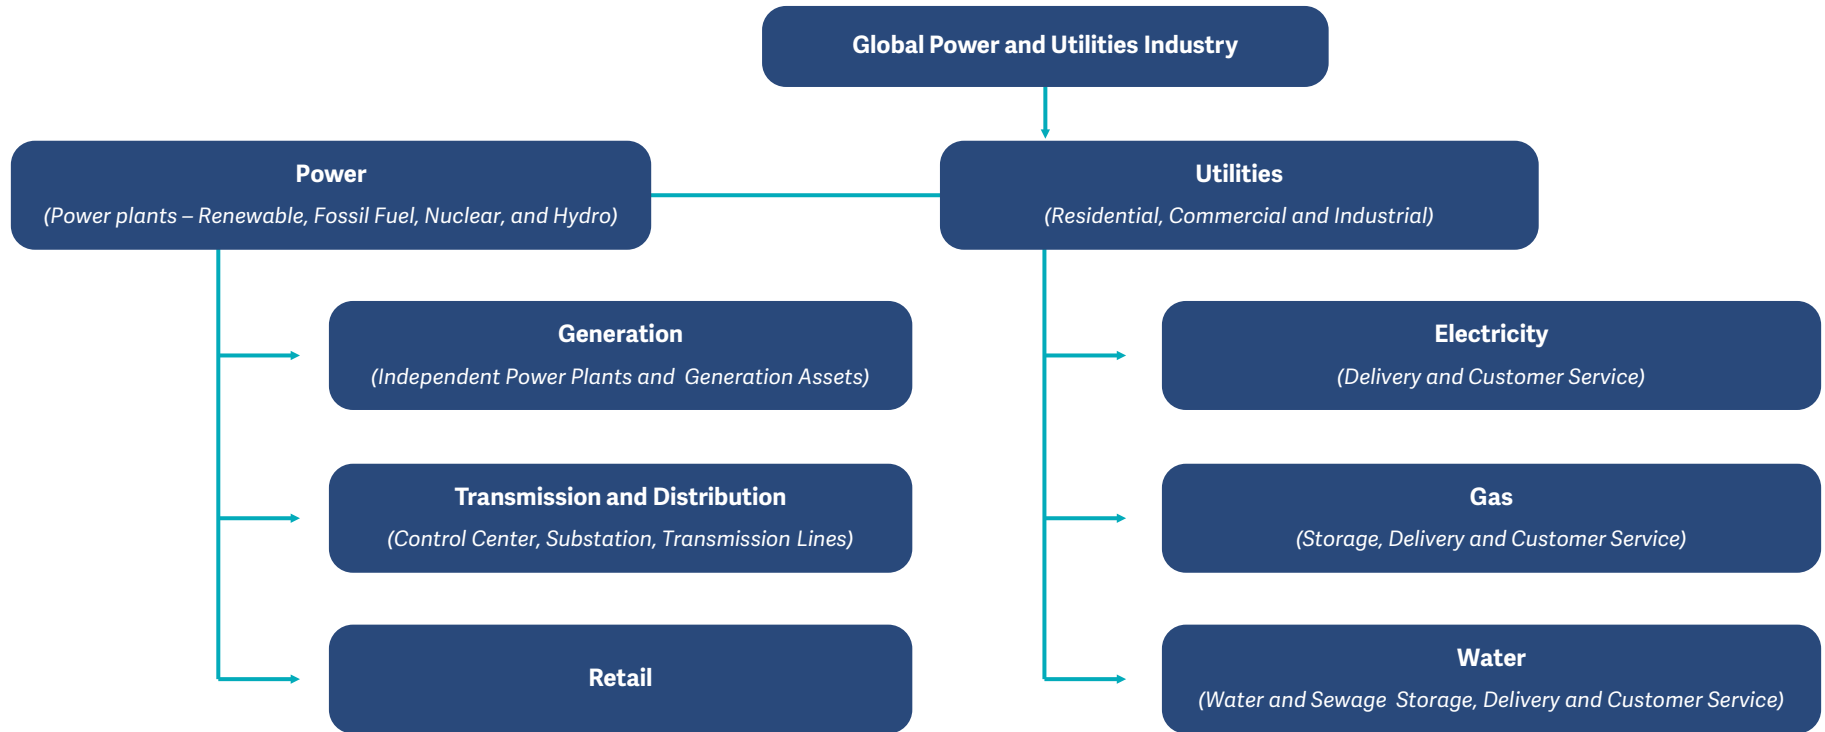 Global Power and Utilities Industry
Power
(Power plants – Renewable, Fossil Fuel, Nuclear, and Hydro)
Utilities
(Residential, Commercial and Industrial)
Generation
(Independent Power Plants and Generation Assets)
Electricity
(Delivery and Customer Service)
Transmission and Distribution
(Control Center, Substation, Transmission Lines)
Gas
(Storage, Delivery and Customer Service)
Retail
Water
(Water and Sewage Storage, Delivery and Customer Service)